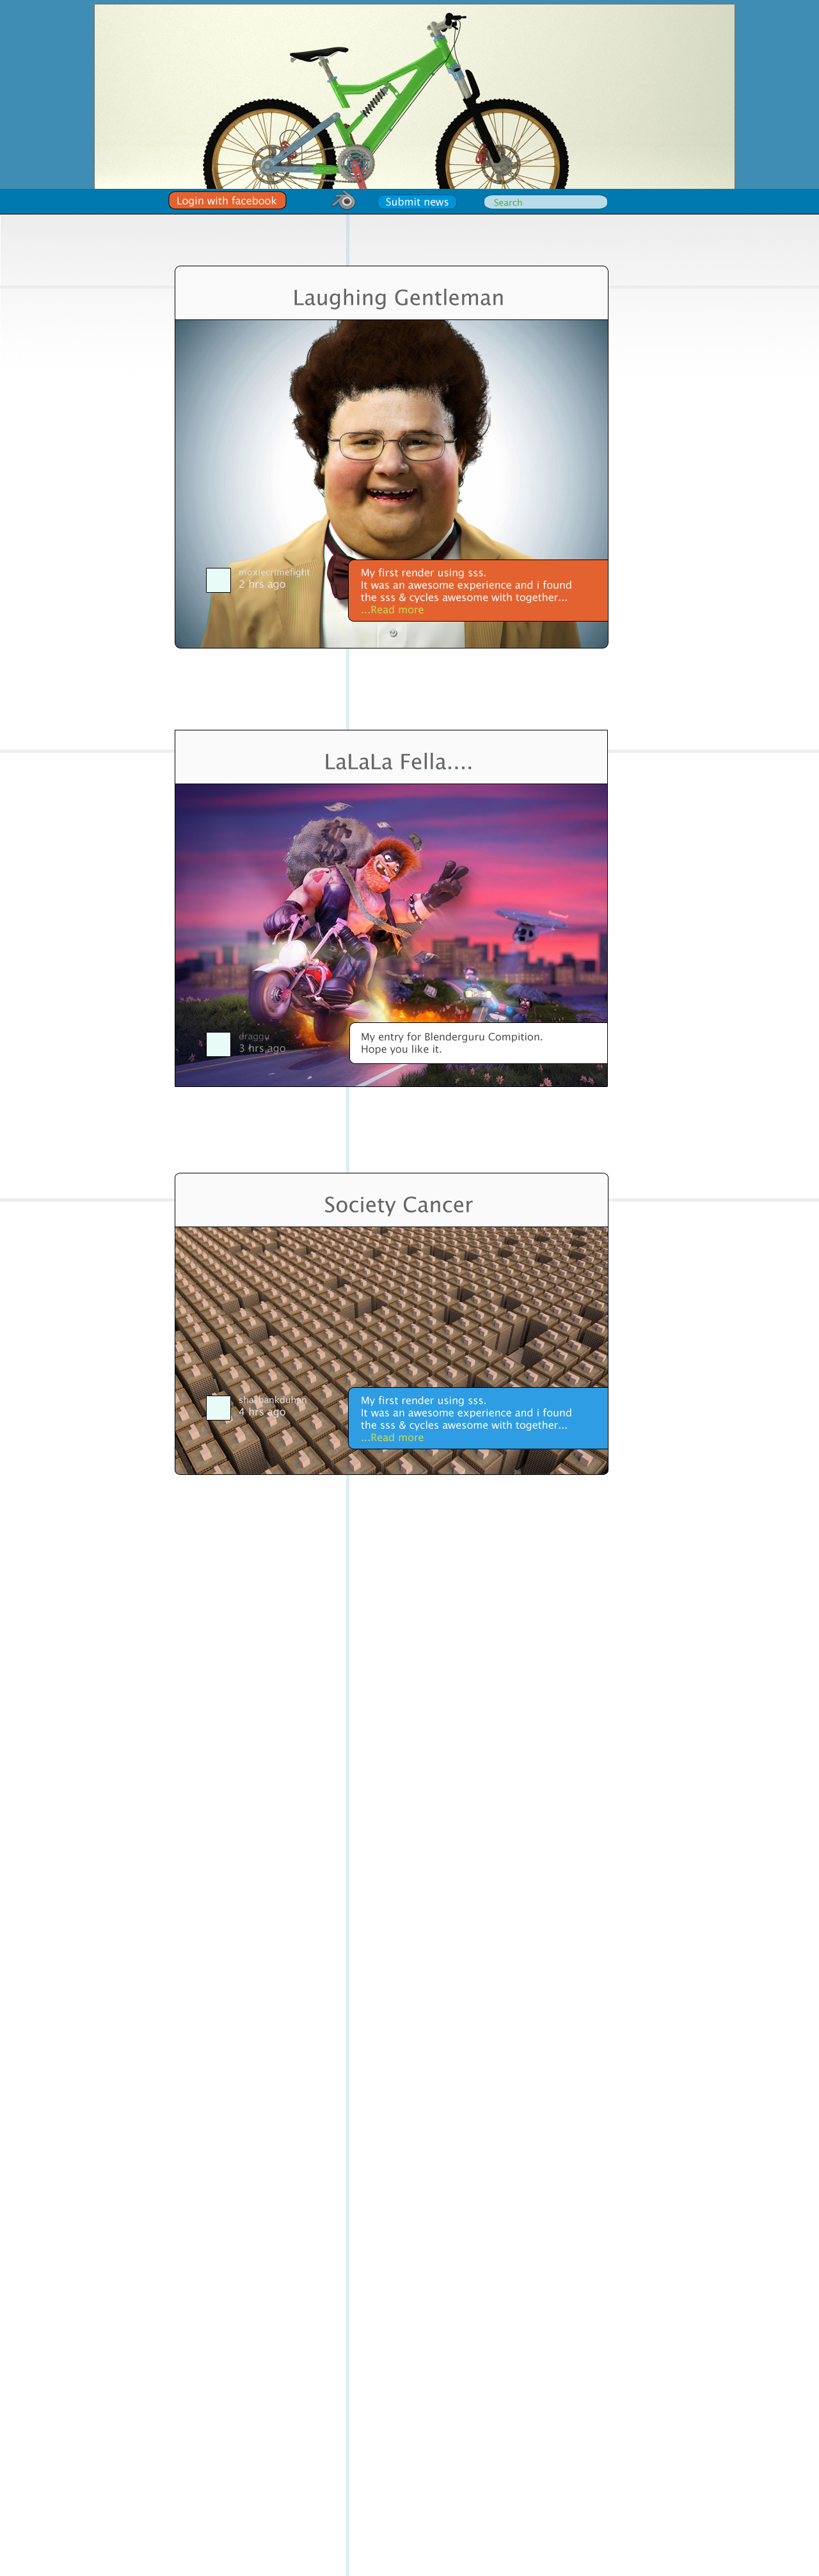 Login with facebook
Submit news
Search
Laughing Gentleman
moxiecrimefight
2 hrs ago
My first render using sss.
It was an awesome experience and i found
the sss & cycles awesome with together...
...Read more
LaLaLa Fella....
draggy
3 hrs ago
My entry for Blenderguru Compition.
Hope you like it.
Society Cancer
shashankduhan
4 hrs ago
My first render using sss.
It was an awesome experience and i found
the sss & cycles awesome with together...
...Read more